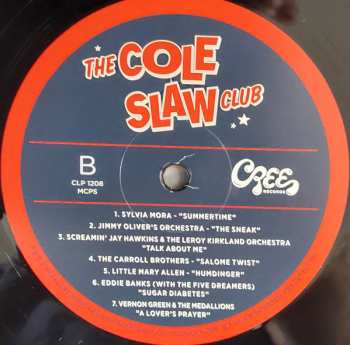 THE COLE
SLAW CLUB
B
CLP 1208
MCPS
CREE
RECORDS
1. SYLVIA MORA - "SUMMERTIME"
2. JIMMY OLIVER'S ORCHESTRA - "THE SNEAK"
3. SCREAMIN' JAY HAWKINS & THE LEROY KIRKLAND ORCHESTRA
"TALK ABOUT ME"
4. THE CARROLL BROTHERS - "SALOME TWIST"
5. LITTLE MARY ALLEN - "HUMDINGER"
6. EDDIE BANKS (WITH THE FIVE DREAMERS)
"SUGAR DIABETES"
7. VERNON GREEN & THE MEDALLIONS
"A LOVER'S PRAYER"